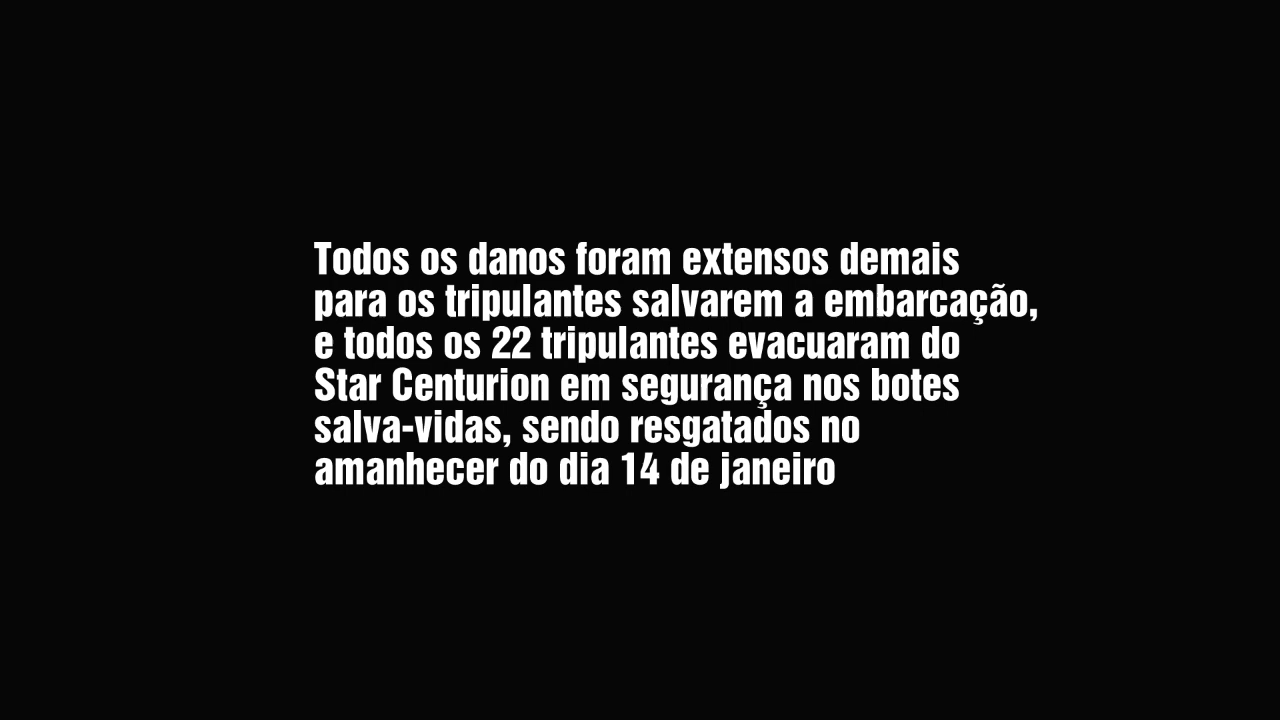 Todos os danos foram extensos demais
para os tripulantes salvarem a embarcação,
e todos os 22 tripulantes evacuaram do
Star Centurion em segurança nos botes
salva-vidas, sendo resgatados no
amanhecer do dia 14 de janeiro